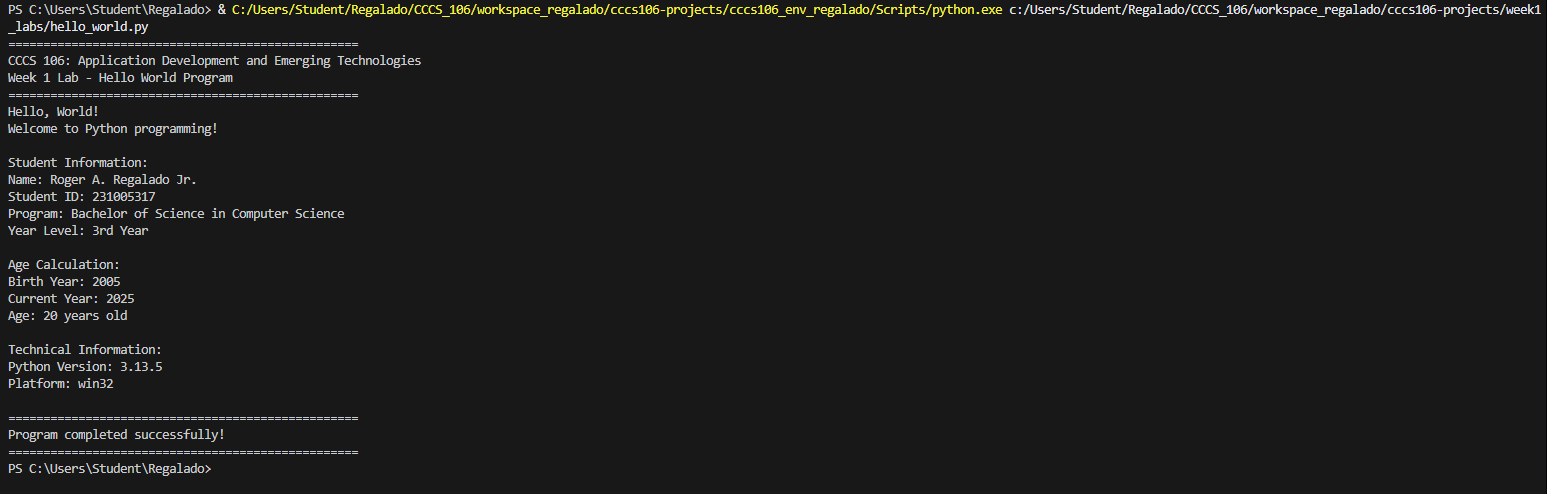 PS C:\Users\Student\Regalado> & C:/Users/Student/Regalado/CCCS_106/workspace_regalado/cccs106-projects/cccs106_env_regalado/Scripts/python.exe c:/Users/Student/Regalado/CCCS_106/workspace_regalado/cccs106-projects/week1
_labs/hello_world.py
==================================================
CCCS 106: Application Development and Emerging Technologies
Week 1 Lab - Hello World Program
==================================================
Hello, World!
Welcome to Python programming!
Student Information:
Name: Roger A. Regalado Jr.
Student ID: 231005317
Program: Bachelor of Science in Computer Science
Year Level: 3rd Year
Age Calculation:
Birth Year: 2005
Current Year: 2025
Age: 20 years old
Technical Information:
Python Version: 3.13.5
Platform: win32
==================================================
Program completed successfully!
==================================================
PS C:\Users\Student\Regalado>